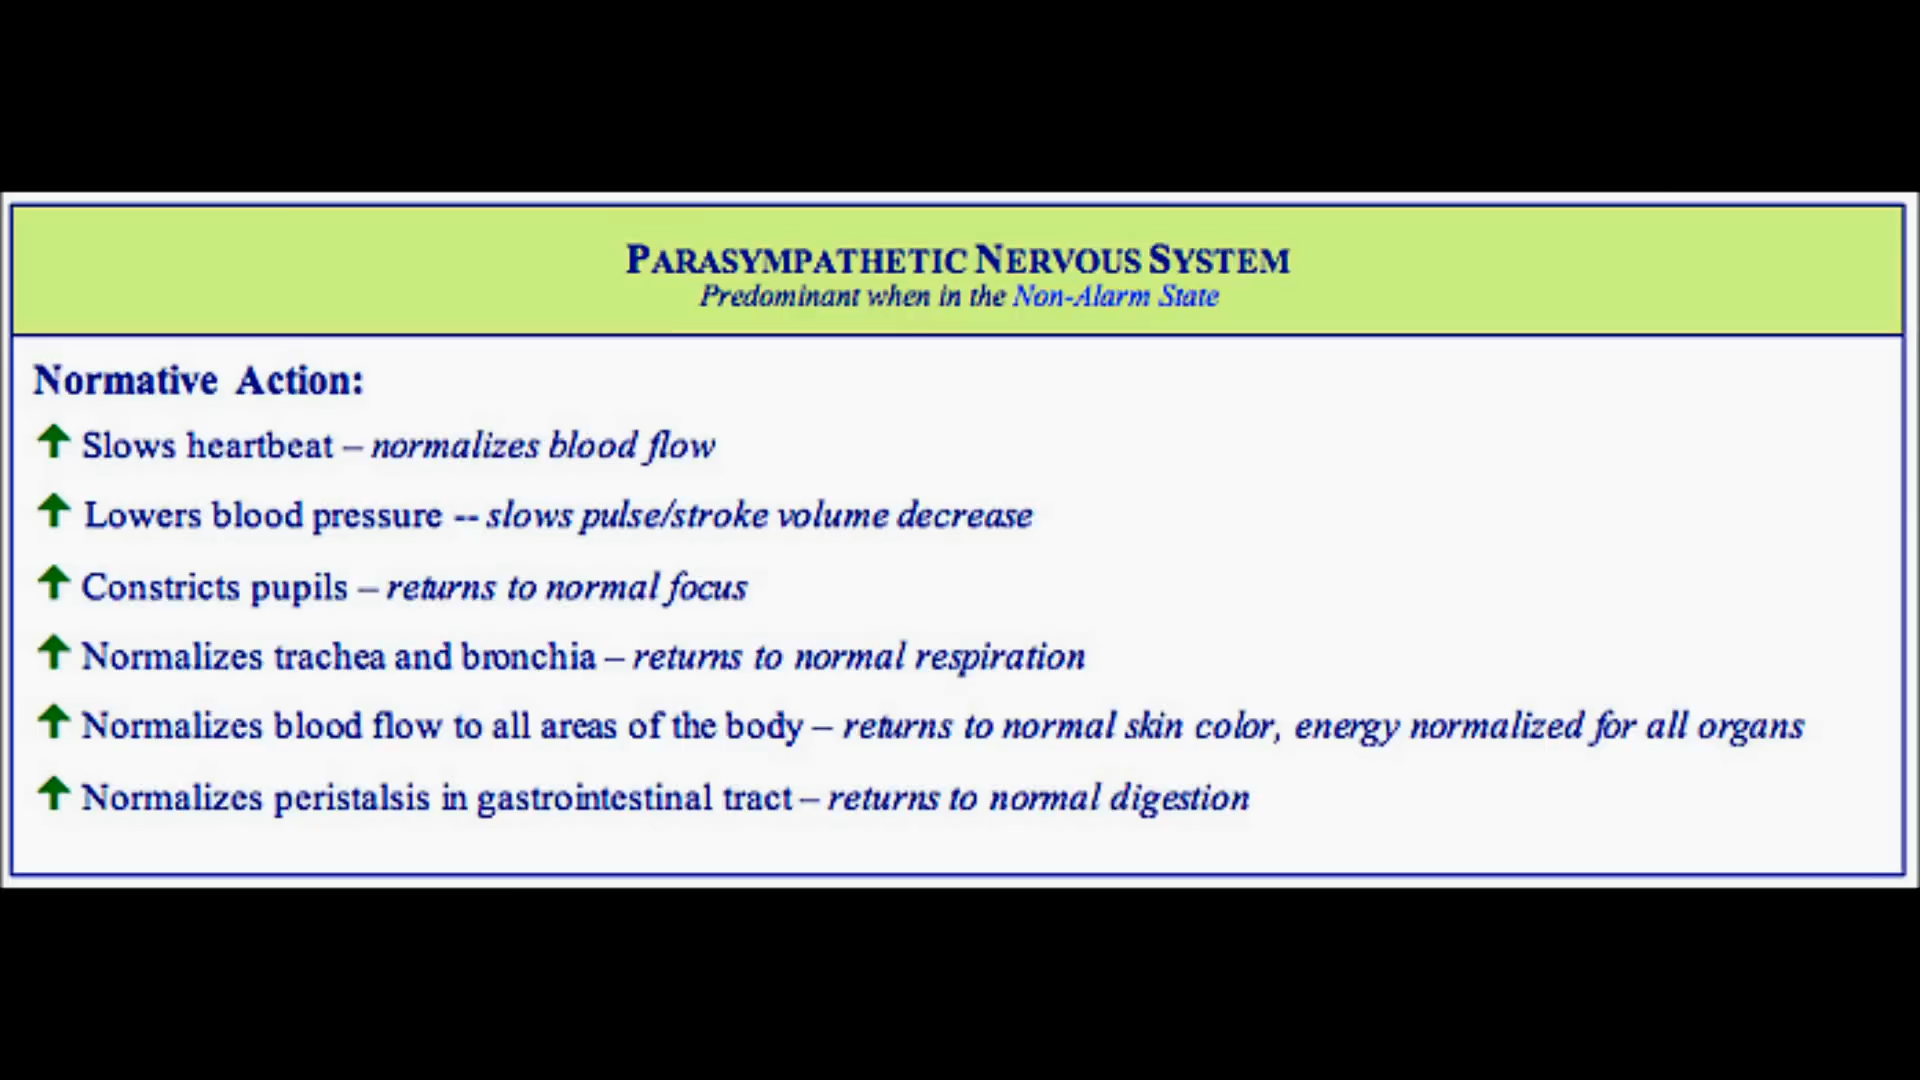 PARASYMPATHETIC NERVOUS SYSTEM
Predominant when in the Non-Alarm State
Normative Action:
Slows heartbeat – normalizes blood flow
Lowers blood pressure -- slows pulse/stroke volume decrease
Constricts pupils – returns to normal focus
Normalizes trachea and bronchia – returns to normal respiration
Normalizes blood flow to all areas of the body – returns to normal skin color, energy normalized for all organs
Normalizes peristalsis in gastrointestinal tract – returns to normal digestion